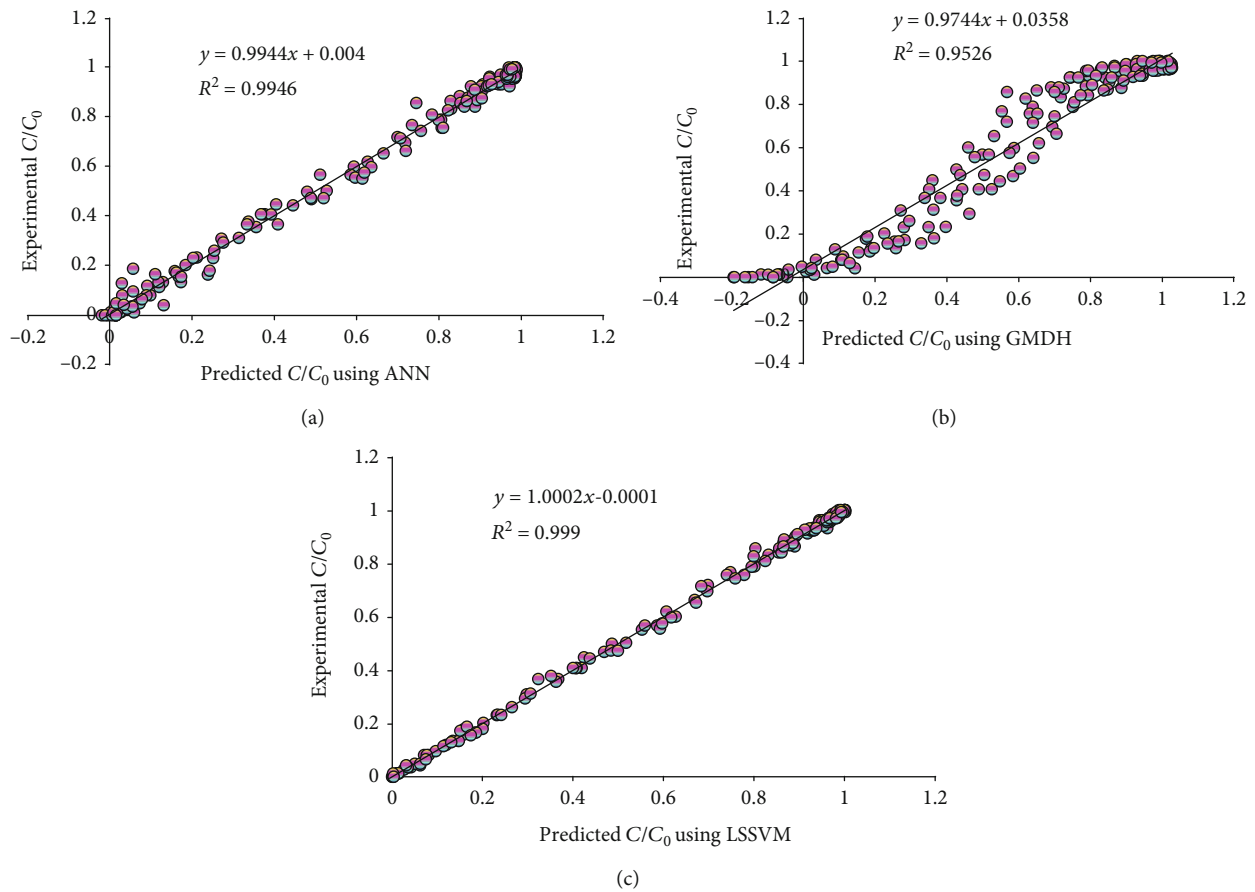 1.2
y = 0.9944x + 0.004
R² = 0.9946
1
0.8
0.6
0.4
0.2
0
−0.2
−0.2 0 0.2 0.4 0.6 0.8 1 1.2
Experimental C/C₀
Predicted C/C₀ using ANN
(a)
1.2
y = 0.9744x + 0.0358
R² = 0.9526
1
0.8
0.6
0.4
0.2
−0.2
−0.4
−0.4 −0.2 0 0.2 0.4 0.6 0.8 1 1.2
Experimental C/C₀
Predicted C/C₀ using GMDH
(b)
1.2
y = 1.0002x-0.0001
R² = 0.999
1
0.8
0.6
0.4
0.2
0
0 0.2 0.4 0.6 0.8 1 1.2
Experimental C/C₀
Predicted C/C₀ using LSSVM
(c)